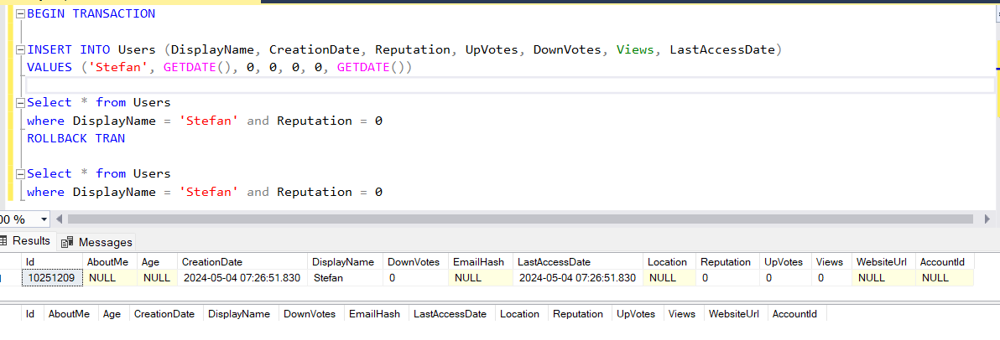 BEGIN TRANSACTION
INSERT INTO Users (DisplayName, CreationDate, Reputation, UpVotes, DownVotes, Views, LastAccessDate)
VALUES ('Stefan', GETDATE(), 0, 0, 0, 0, GETDATE())
Select * from Users
where DisplayName = 'Stefan' and Reputation = 0
ROLLBACK TRAN
Select * from Users
where DisplayName = 'Stefan' and Reputation = 0
00 %
Results Messages
Id AboutMe Age CreationDate DisplayName DownVotes EmailHash LastAccessDate Location Reputation UpVotes Views WebsiteUrl AccountId
10251209 NULL NULL 2024-05-04 07:26:51.830 Stefan 0 NULL 2024-05-04 07:26:51.830 NULL 0 0 0 NULL NULL
Id AboutMe Age CreationDate DisplayName DownVotes EmailHash LastAccessDate Location Reputation UpVotes Views WebsiteUrl AccountId